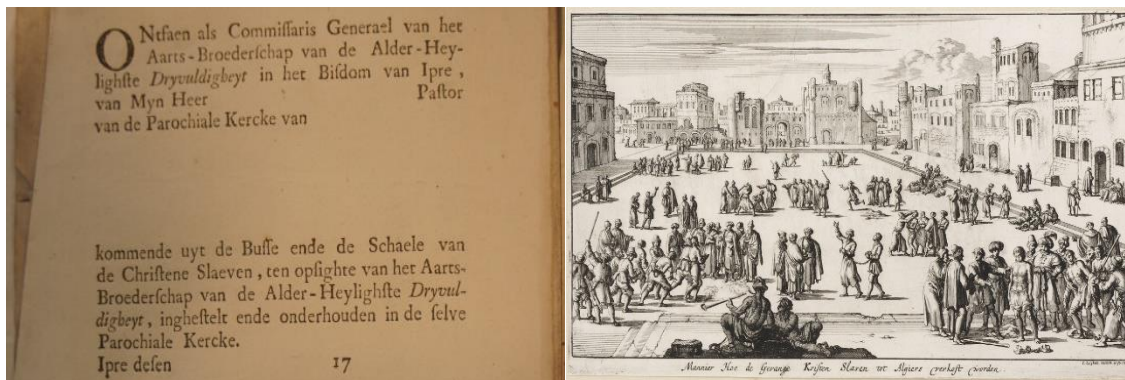 ONtfaen als Commiſſaris Generael van het
Aarts-Broederſchap van de Alder-Hey-
lighſte Dryvuldigheyt in het Biſdom van Ipre,
van Myn Heer Paſtor
van de Parochiale Kercke van
kommende uyt de Buſſe ende de Schaele van
de Chriſtene Slaeven, ten opſighte van het Aarts-
Broederſchap van de Alder-Heylighſte Dryvul-
digheyt, ingheſtelt ende onderhouden in de ſelve
Parochiale Kercke.
Ipre deſen 17
Mannier Hoe de Gevange Kriſten Slaven tot Algiers Verkoft worden.